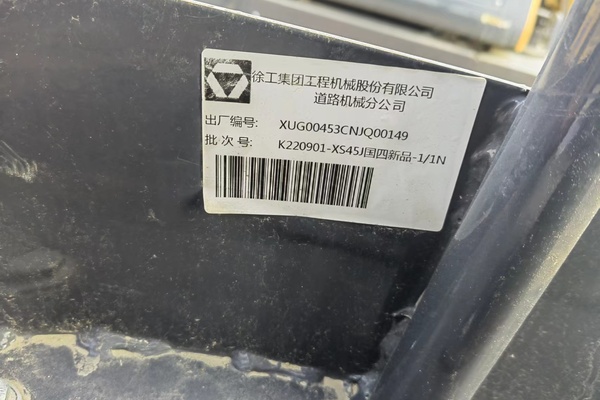 徐工集团工程机械股份有限公司
道路机械分公司
出厂编号: XUG00453CNJQ00149
批 次 号: K220901-XS45J国四新品-1/1N